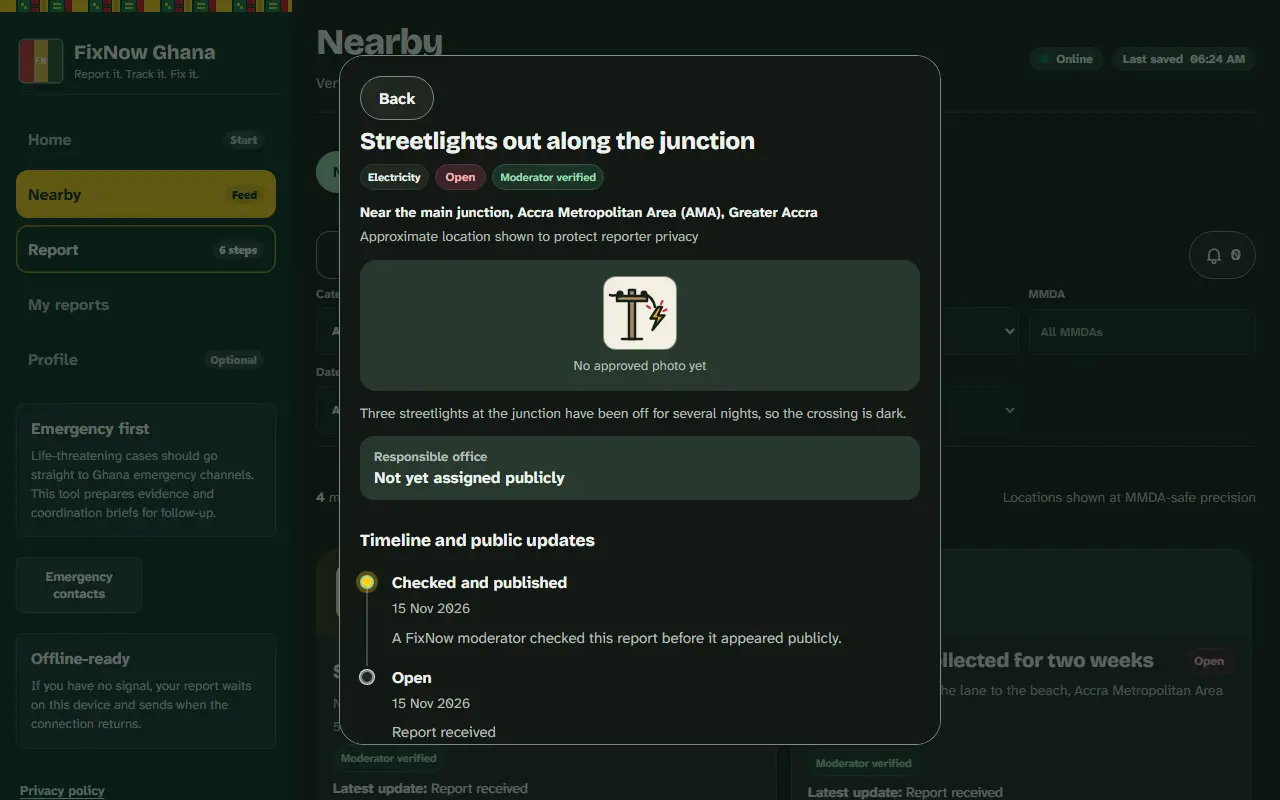 FN
FixNow Ghana
Report it. Track it. Fix it.
Home
Start
Nearby
Feed
Report
6 steps
My reports
Profile
Optional
Emergency first
Life-threatening cases should go
straight to Ghana emergency channels.
This tool prepares evidence and
coordination briefs for follow-up.
Emergency
contacts
Offline-ready
If you have no signal, your report waits
on this device and sends when the
connection returns.
Privacy policy
Nearby
Online
Last saved 06:24 AM
0
MMDA
All MMDAs
4
Locations shown at MMDA-safe precision
Back
Streetlights out along the junction
Electricity
Open
Moderator verified
Near the main junction, Accra Metropolitan Area (AMA), Greater Accra
Approximate location shown to protect reporter privacy
No approved photo yet
Three streetlights at the junction have been off for several nights, so the crossing is dark.
Responsible office
Not yet assigned publicly
Timeline and public updates
Checked and published
15 Nov 2026
A FixNow moderator checked this report before it appeared publicly.
Open
15 Nov 2026
Report received
Moderator verified
Latest update: Report received
for two weeks
Open
the lane to the beach, Accra Metropolitan Area
Moderator verified
Latest update: Report received